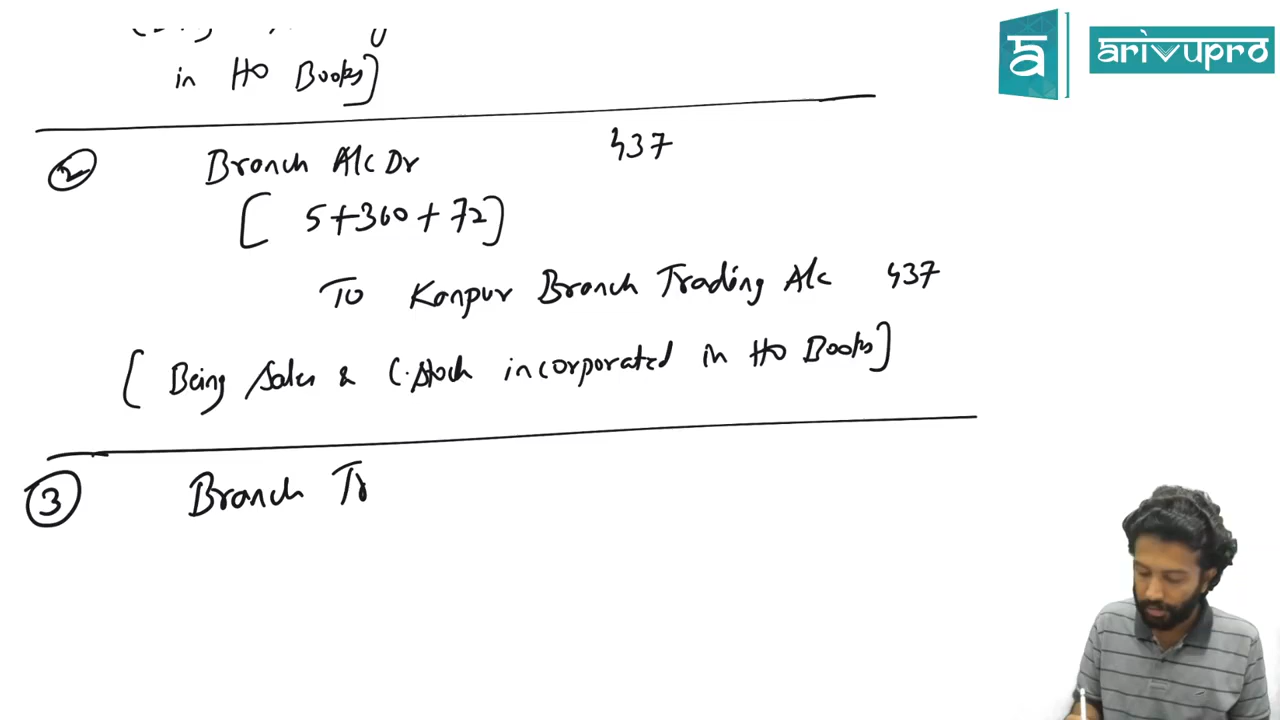 arivupro
in HO Books]
2 Branch A/c Dr 437
[ 5+360+72]
To Kanpur Branch Trading A/c 437
[ Being Sales & C.Stock incorporated in HO Books]
3 Branch Tr